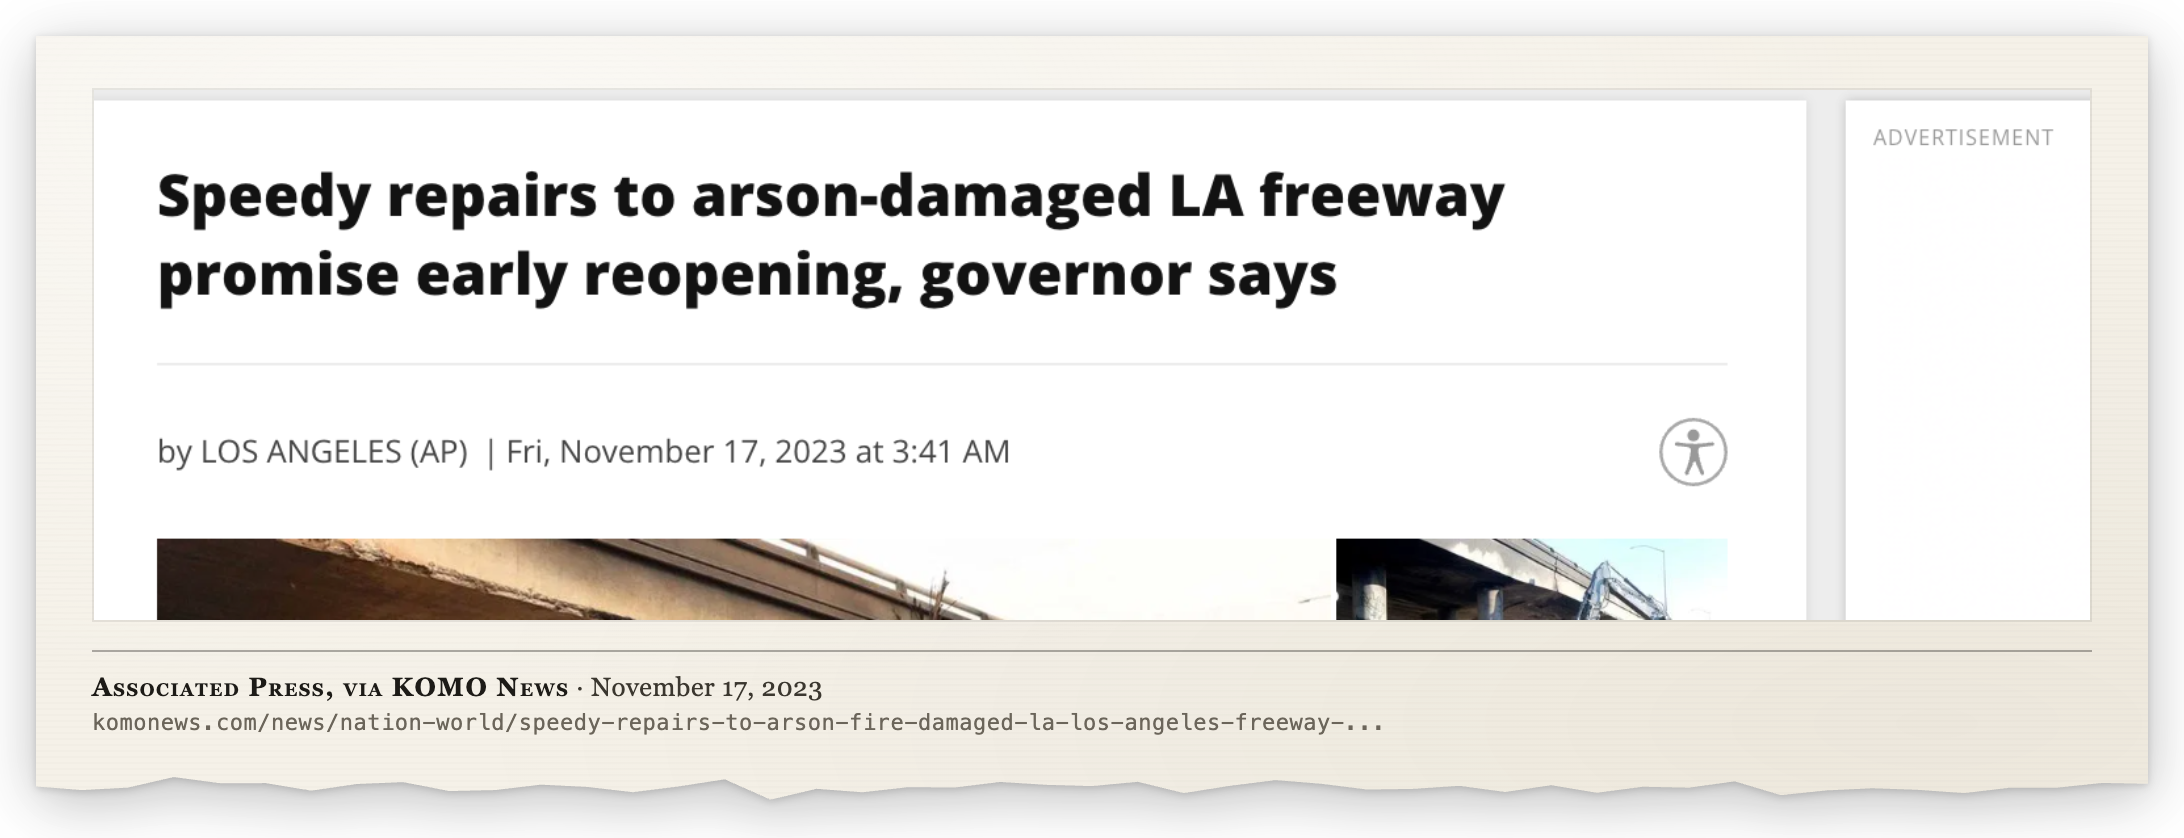 ADVERTISEMENT
Speedy repairs to arson-damaged LA freeway
promise early reopening, governor says
by LOS ANGELES (AP) | Fri, November 17, 2023 at 3:41 AM
Associated Press, via KOMO News · November 17, 2023
komonews.com/news/nation-world/speedy-repairs-to-arson-fire-damaged-la-los-angeles-freeway-...